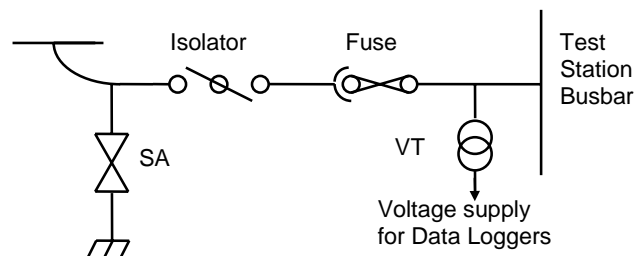 Isolator
Fuse
Test
Station
Busbar
SA
VT
Voltage supply
for Data Loggers